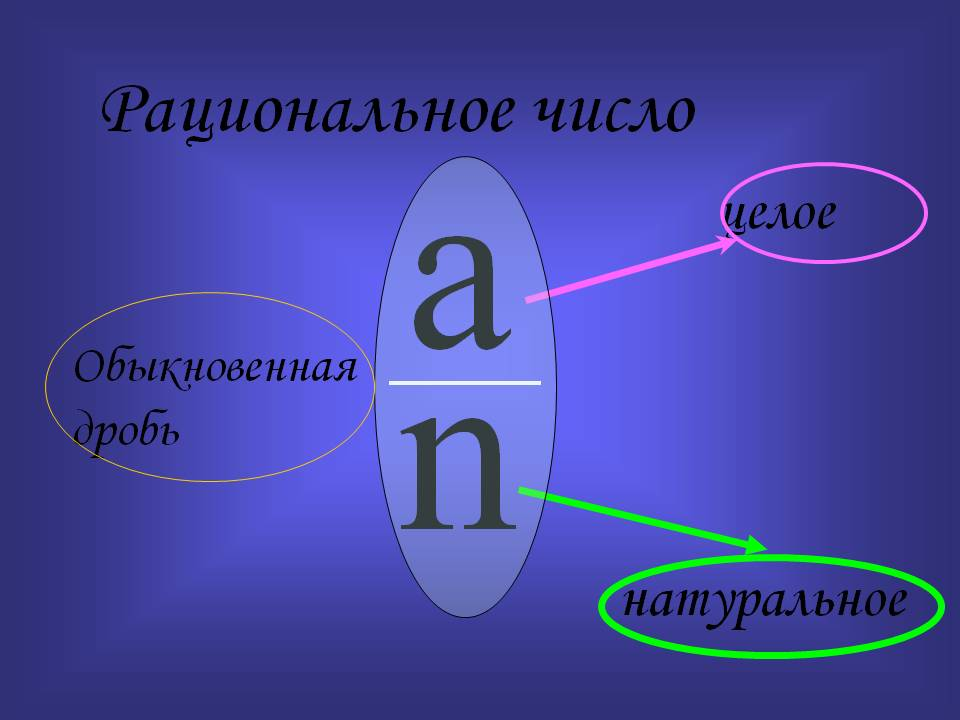 Рациональное число
целое
a
Обыкновенная
дробь
n
натуральное